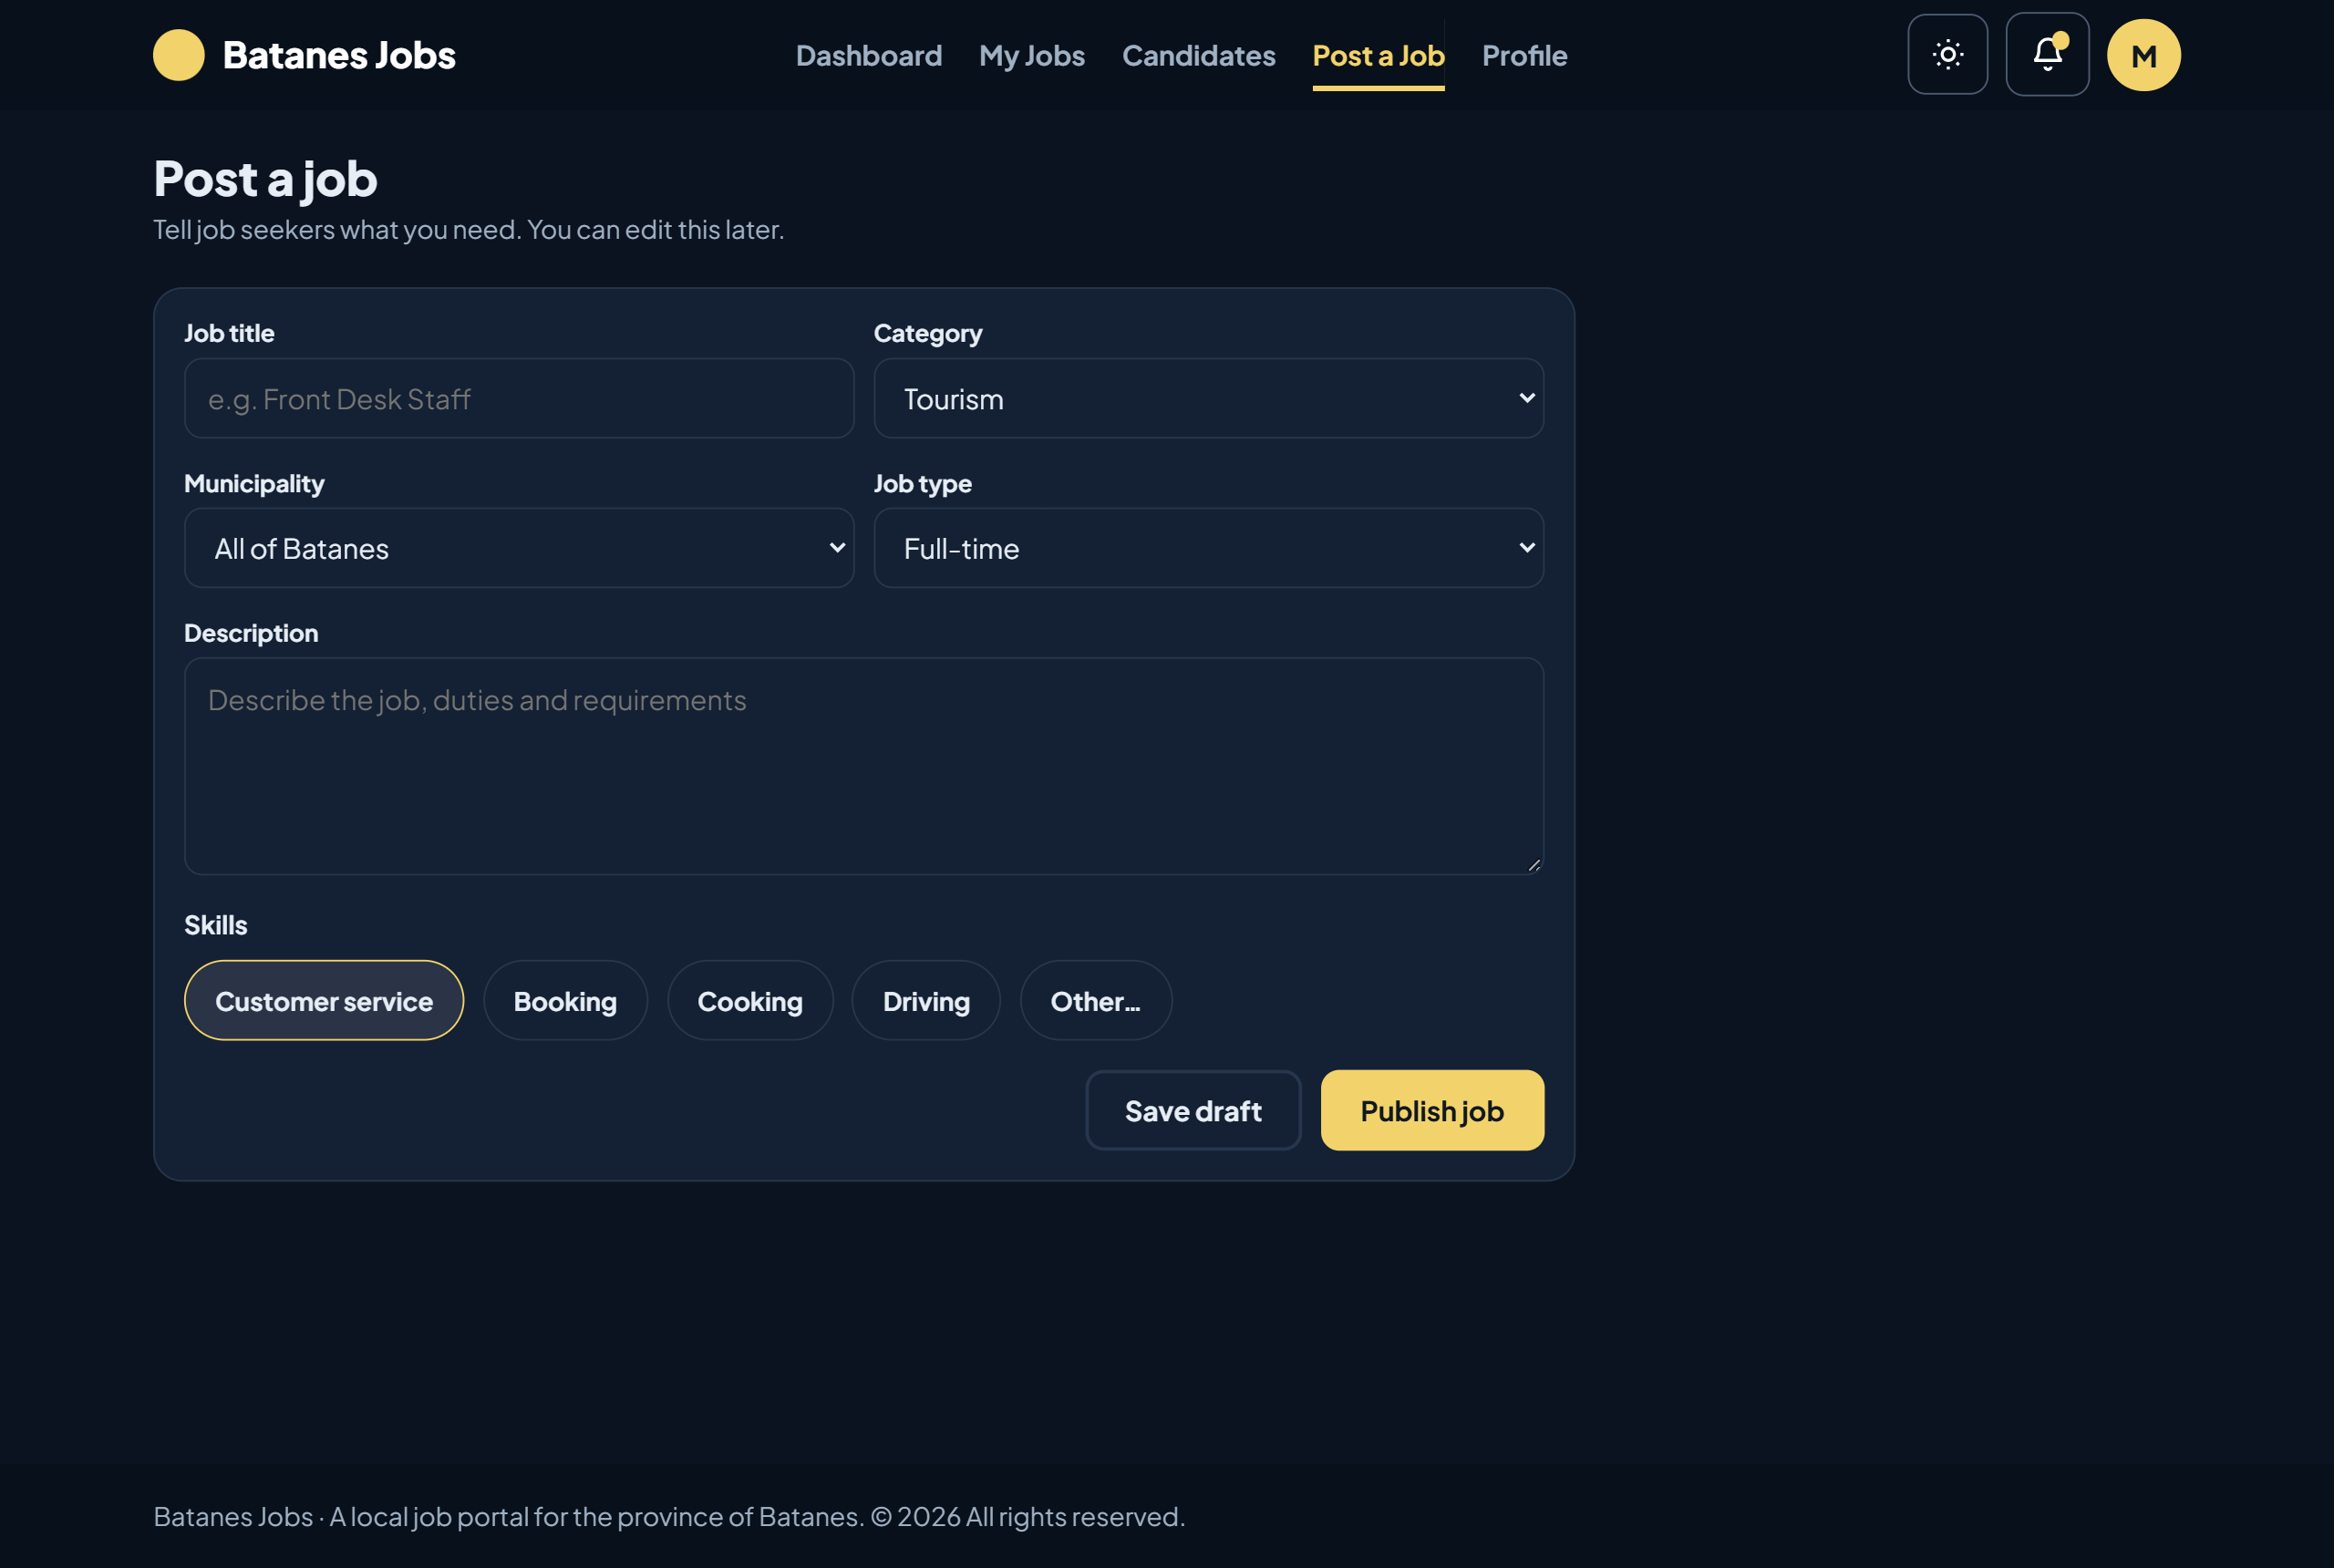 Batanes Jobs
Dashboard My Jobs Candidates Post a Job Profile
M
Post a job
Tell job seekers what you need. You can edit this later.
Job title Category
e.g. Front Desk Staff Tourism
Municipality Job type
All of Batanes Full-time
Description
Describe the job, duties and requirements
Skills
Customer service Booking Cooking Driving Other…
Save draft Publish job
Batanes Jobs · A local job portal for the province of Batanes. © 2026 All rights reserved.